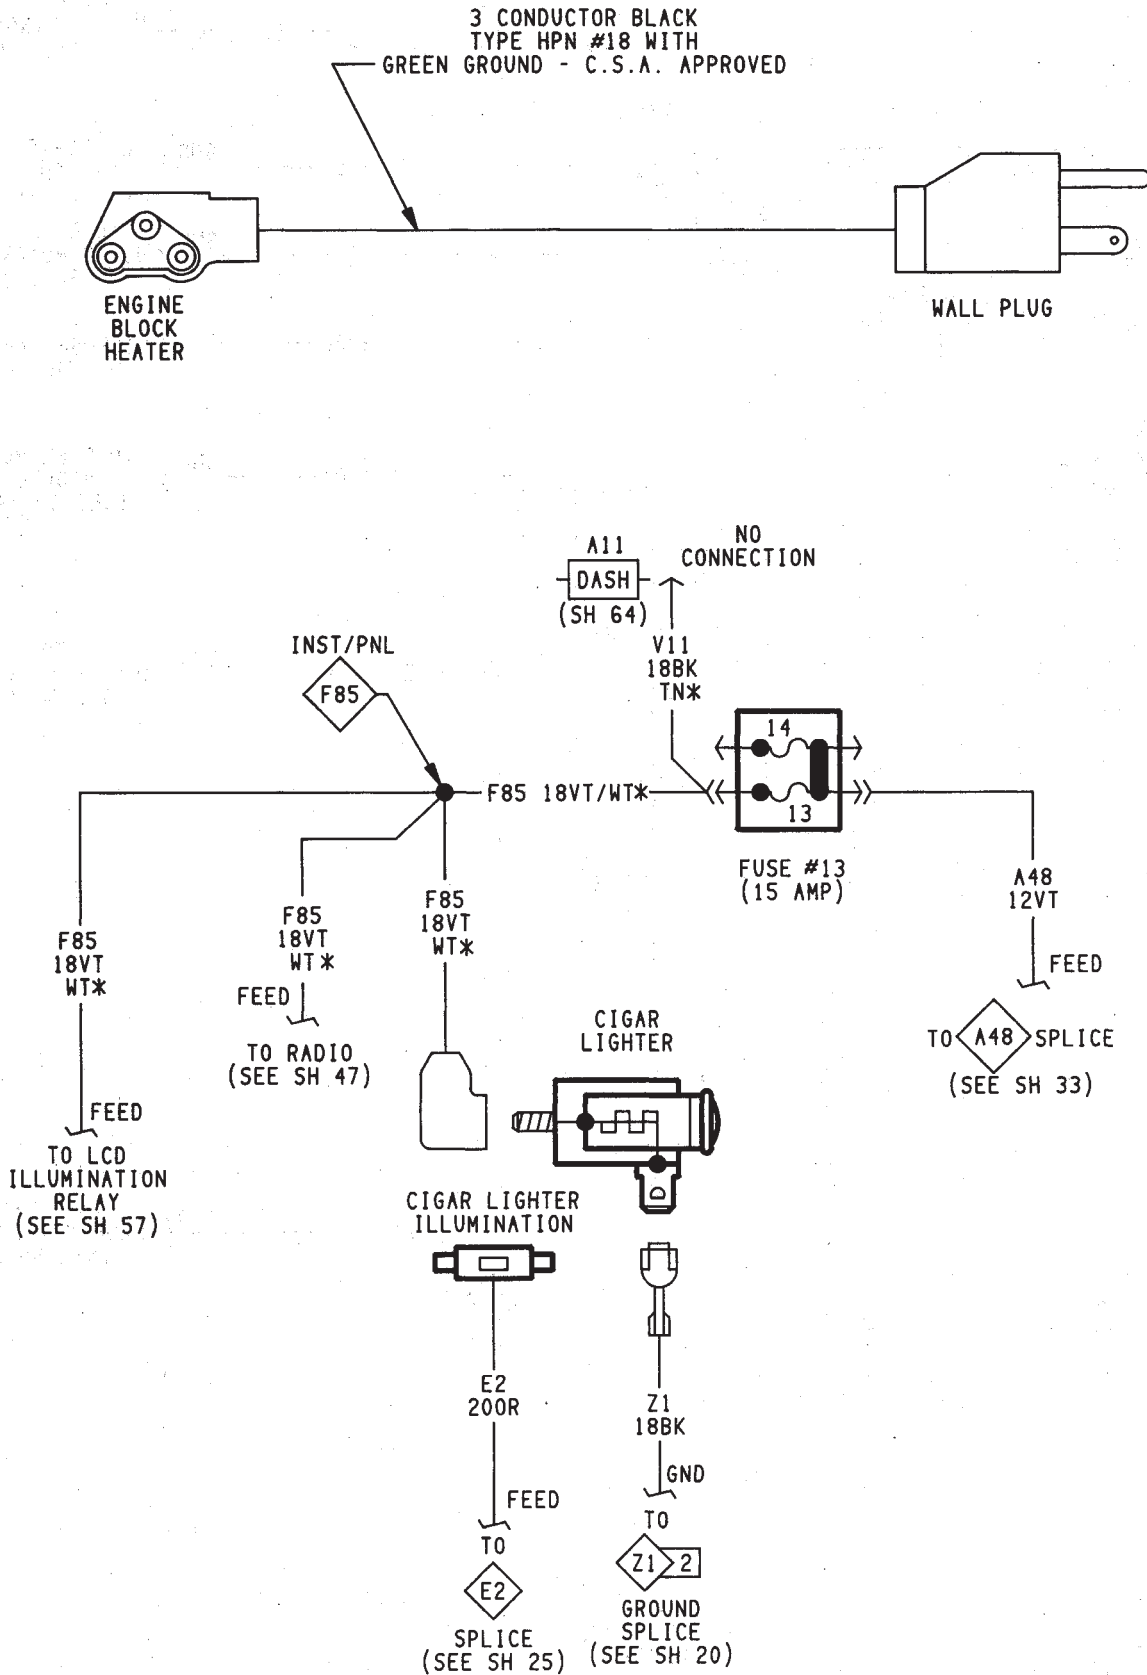 3 CONDUCTOR BLACK
TYPE HPN #18 WITH
GREEN GROUND - C.S.A. APPROVED
ENGINE
BLOCK
HEATER
WALL PLUG
A11
DASH
(SH 64)
NO
CONNECTION
V11
18BK
TN*
INST/PNL
F85
14
F85 18VT/WT*
13
FUSE #13
(15 AMP)
A48
12VT
FEED
TO A48 SPLICE
(SEE SH 33)
F85
18VT
WT*
FEED
TO LCD
ILLUMINATION
RELAY
(SEE SH 57)
F85
18VT
WT*
FEED
TO RADIO
(SEE SH 47)
F85
18VT
WT*
CIGAR
LIGHTER
CIGAR LIGHTER
ILLUMINATION
E2
20OR
FEED
TO
E2
SPLICE
(SEE SH 25)
Z1
18BK
GND
TO
Z1 2
GROUND
SPLICE
(SEE SH 20)